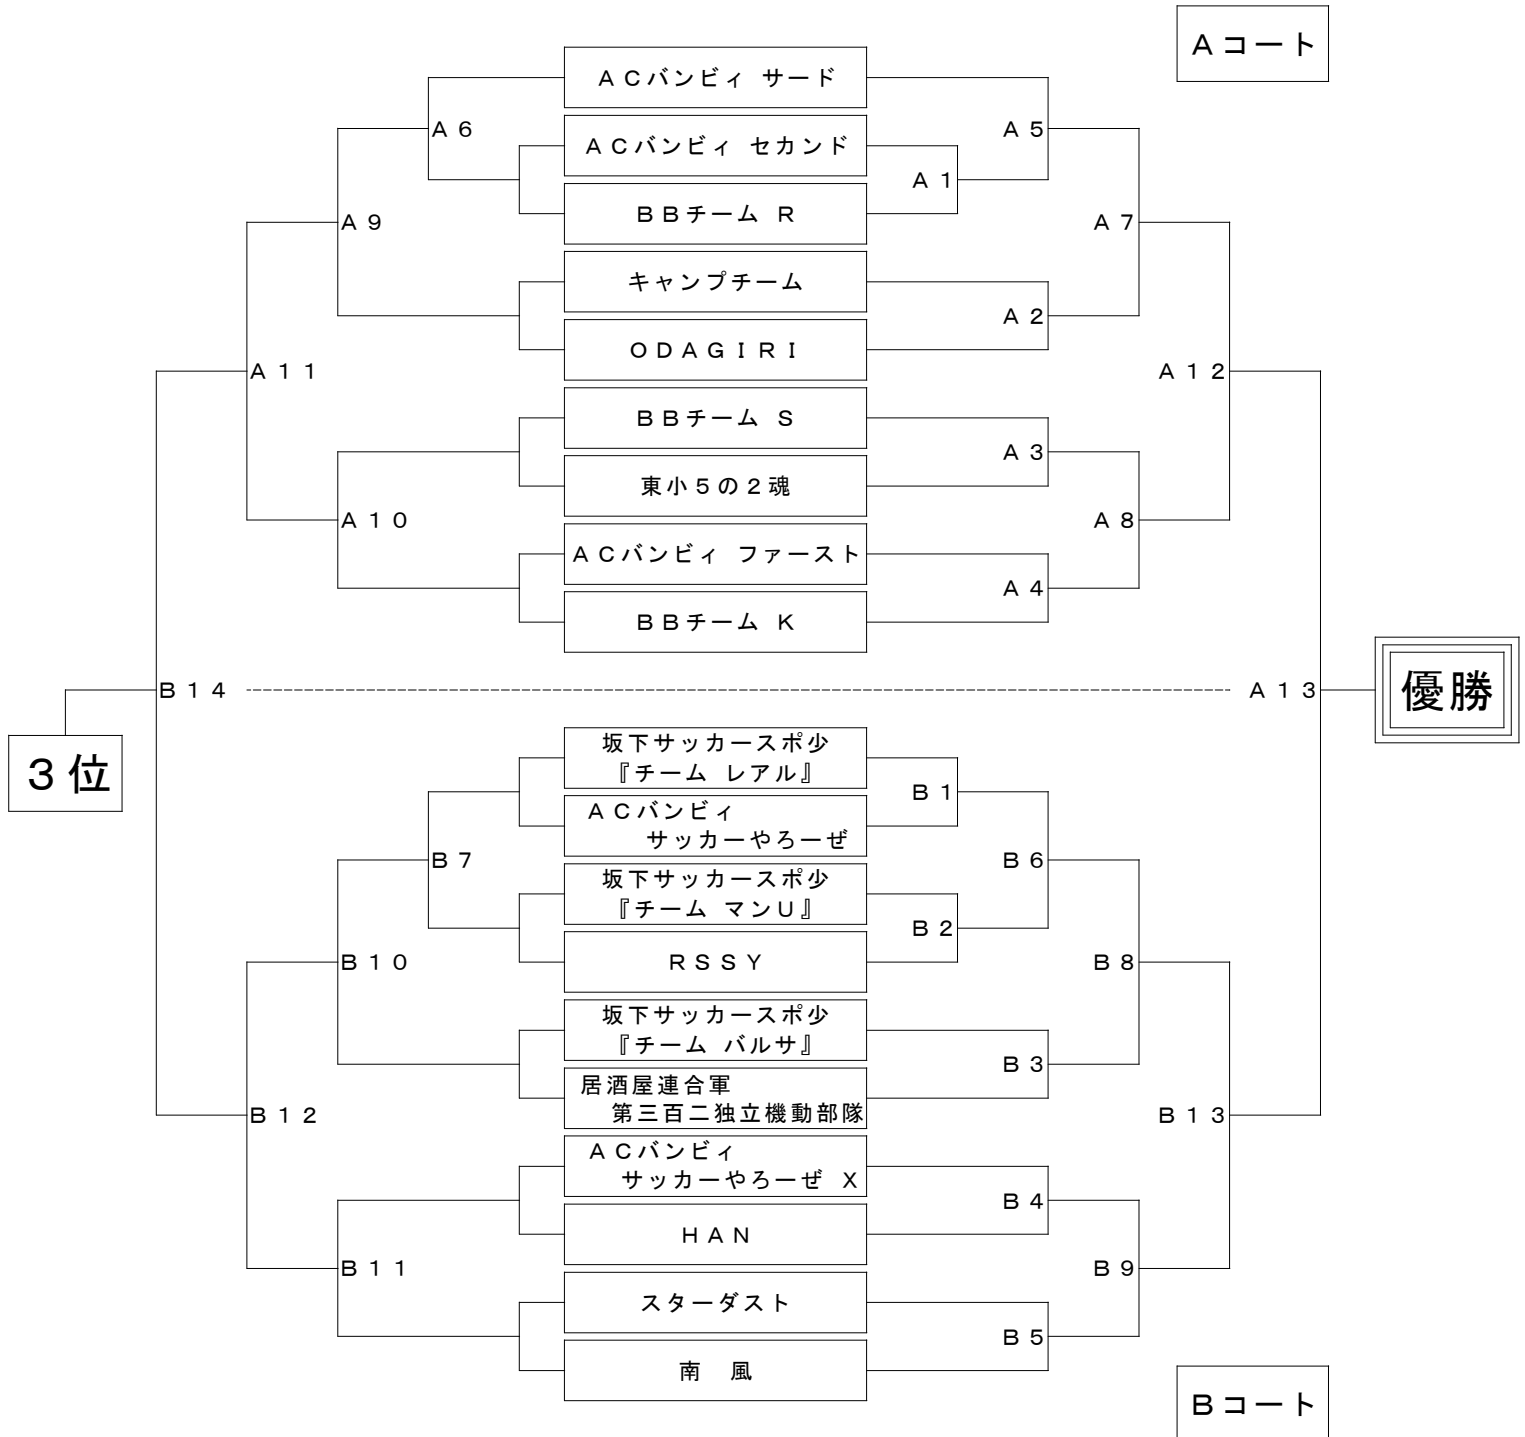 Aコート
ACバンビィ サード
A6
A5
ACバンビィ セカンド
A1
BBチーム R
A9
A7
キャンプチーム
A2
ODAGIRI
A11
A12
BBチーム S
A3
東小5の2魂
A10
A8
ACバンビィ ファースト
A4
BBチーム K
B14
A13
優勝
3位
坂下サッカースポ少
『チーム レアル』
B1
ACバンビィ
サッカーやろーぜ
B7
B6
坂下サッカースポ少
『チーム マンU』
B2
RSSY
B10
B8
坂下サッカースポ少
『チーム バルサ』
B3
居酒屋連合軍
第三百二独立機動部隊
B12
B13
ACバンビィ
サッカーやろーぜ X
B4
HAN
B11
B9
スターダスト
B5
南 風
Bコート